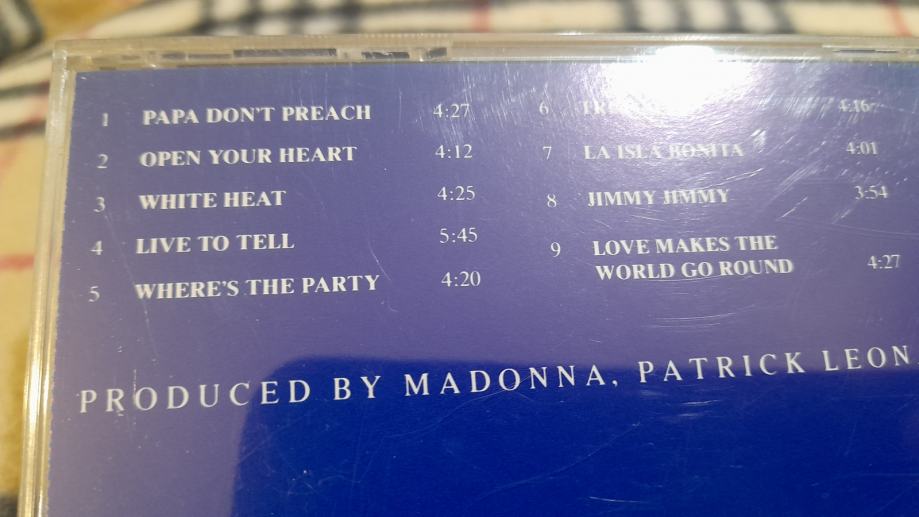 1 PAPA DON'T PREACH 4:27
2 OPEN YOUR HEART 4:12
3 WHITE HEAT 4:25
4 LIVE TO TELL 5:45
5 WHERE'S THE PARTY 4:20
6 4:16
7 LA ISLA BONITA 4:01
8 JIMMY JIMMY 3:54
9 LOVE MAKES THE
WORLD GO ROUND 4:27
PRODUCED BY MADONNA, PATRICK LEON